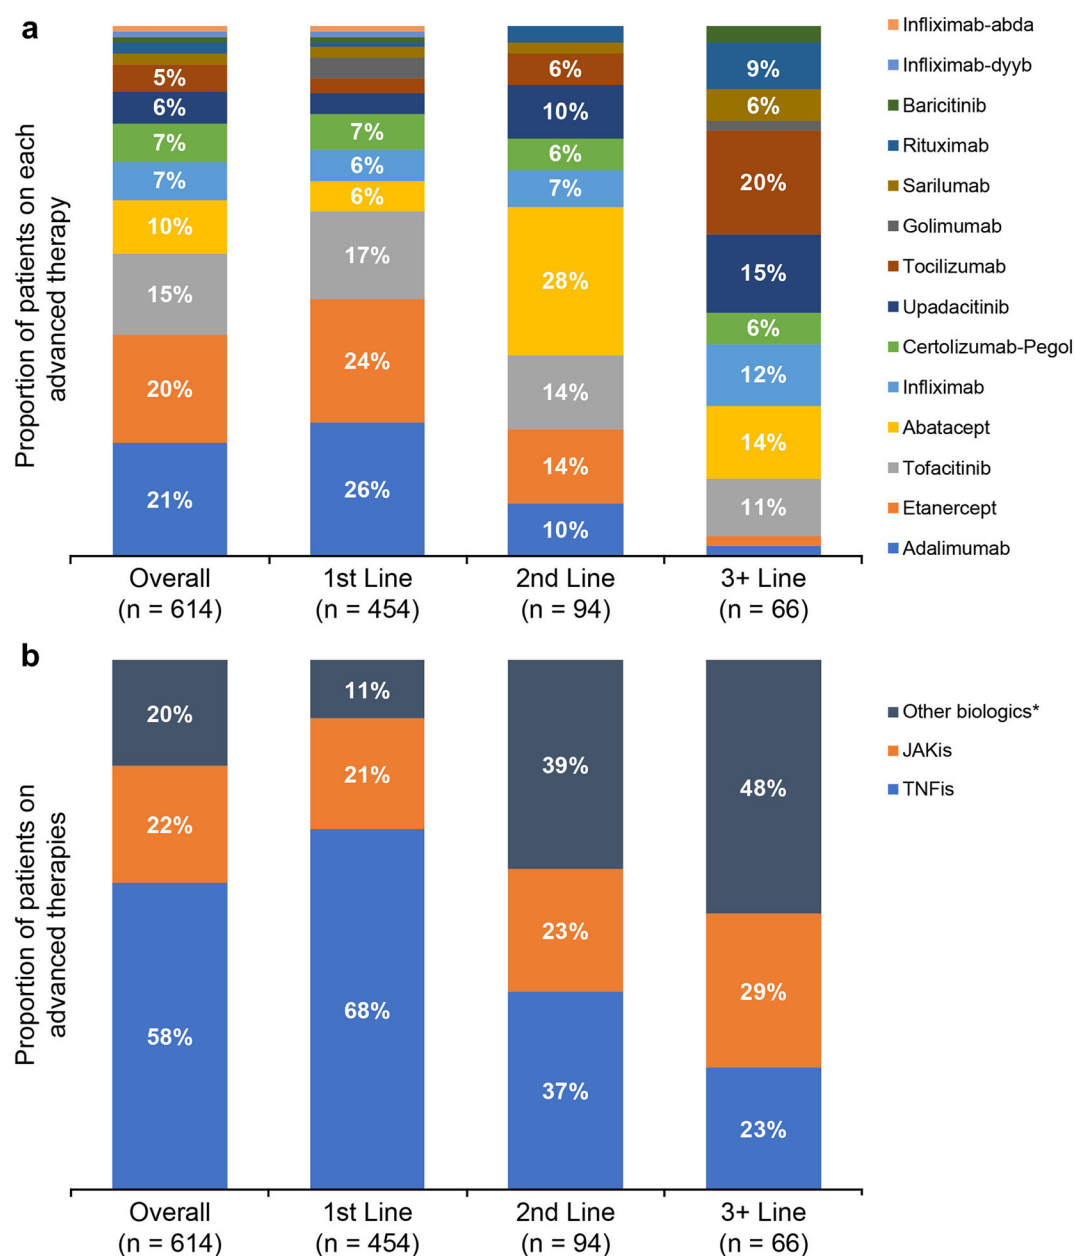 a
Proportion of patients on each
advanced therapy
5%
6%
7%
7%
10%
15%
20%
21%
7%
6%
6%
17%
24%
26%
6%
10%
6%
7%
28%
14%
14%
10%
9%
6%
20%
15%
6%
12%
14%
11%
Overall
(n = 614)
1st Line
(n = 454)
2nd Line
(n = 94)
3+ Line
(n = 66)
Infliximab-abda
Infliximab-dyyb
Baricitinib
Rituximab
Sarilumab
Golimumab
Tocilizumab
Upadacitinib
Certolizumab-Pegol
Infliximab
Abatacept
Tofacitinib
Etanercept
Adalimumab
b
Proportion of patients on
advanced therapies
20%
22%
58%
11%
21%
68%
39%
23%
37%
48%
29%
23%
Overall
(n = 614)
1st Line
(n = 454)
2nd Line
(n = 94)
3+ Line
(n = 66)
Other biologics*
JAKis
TNFis